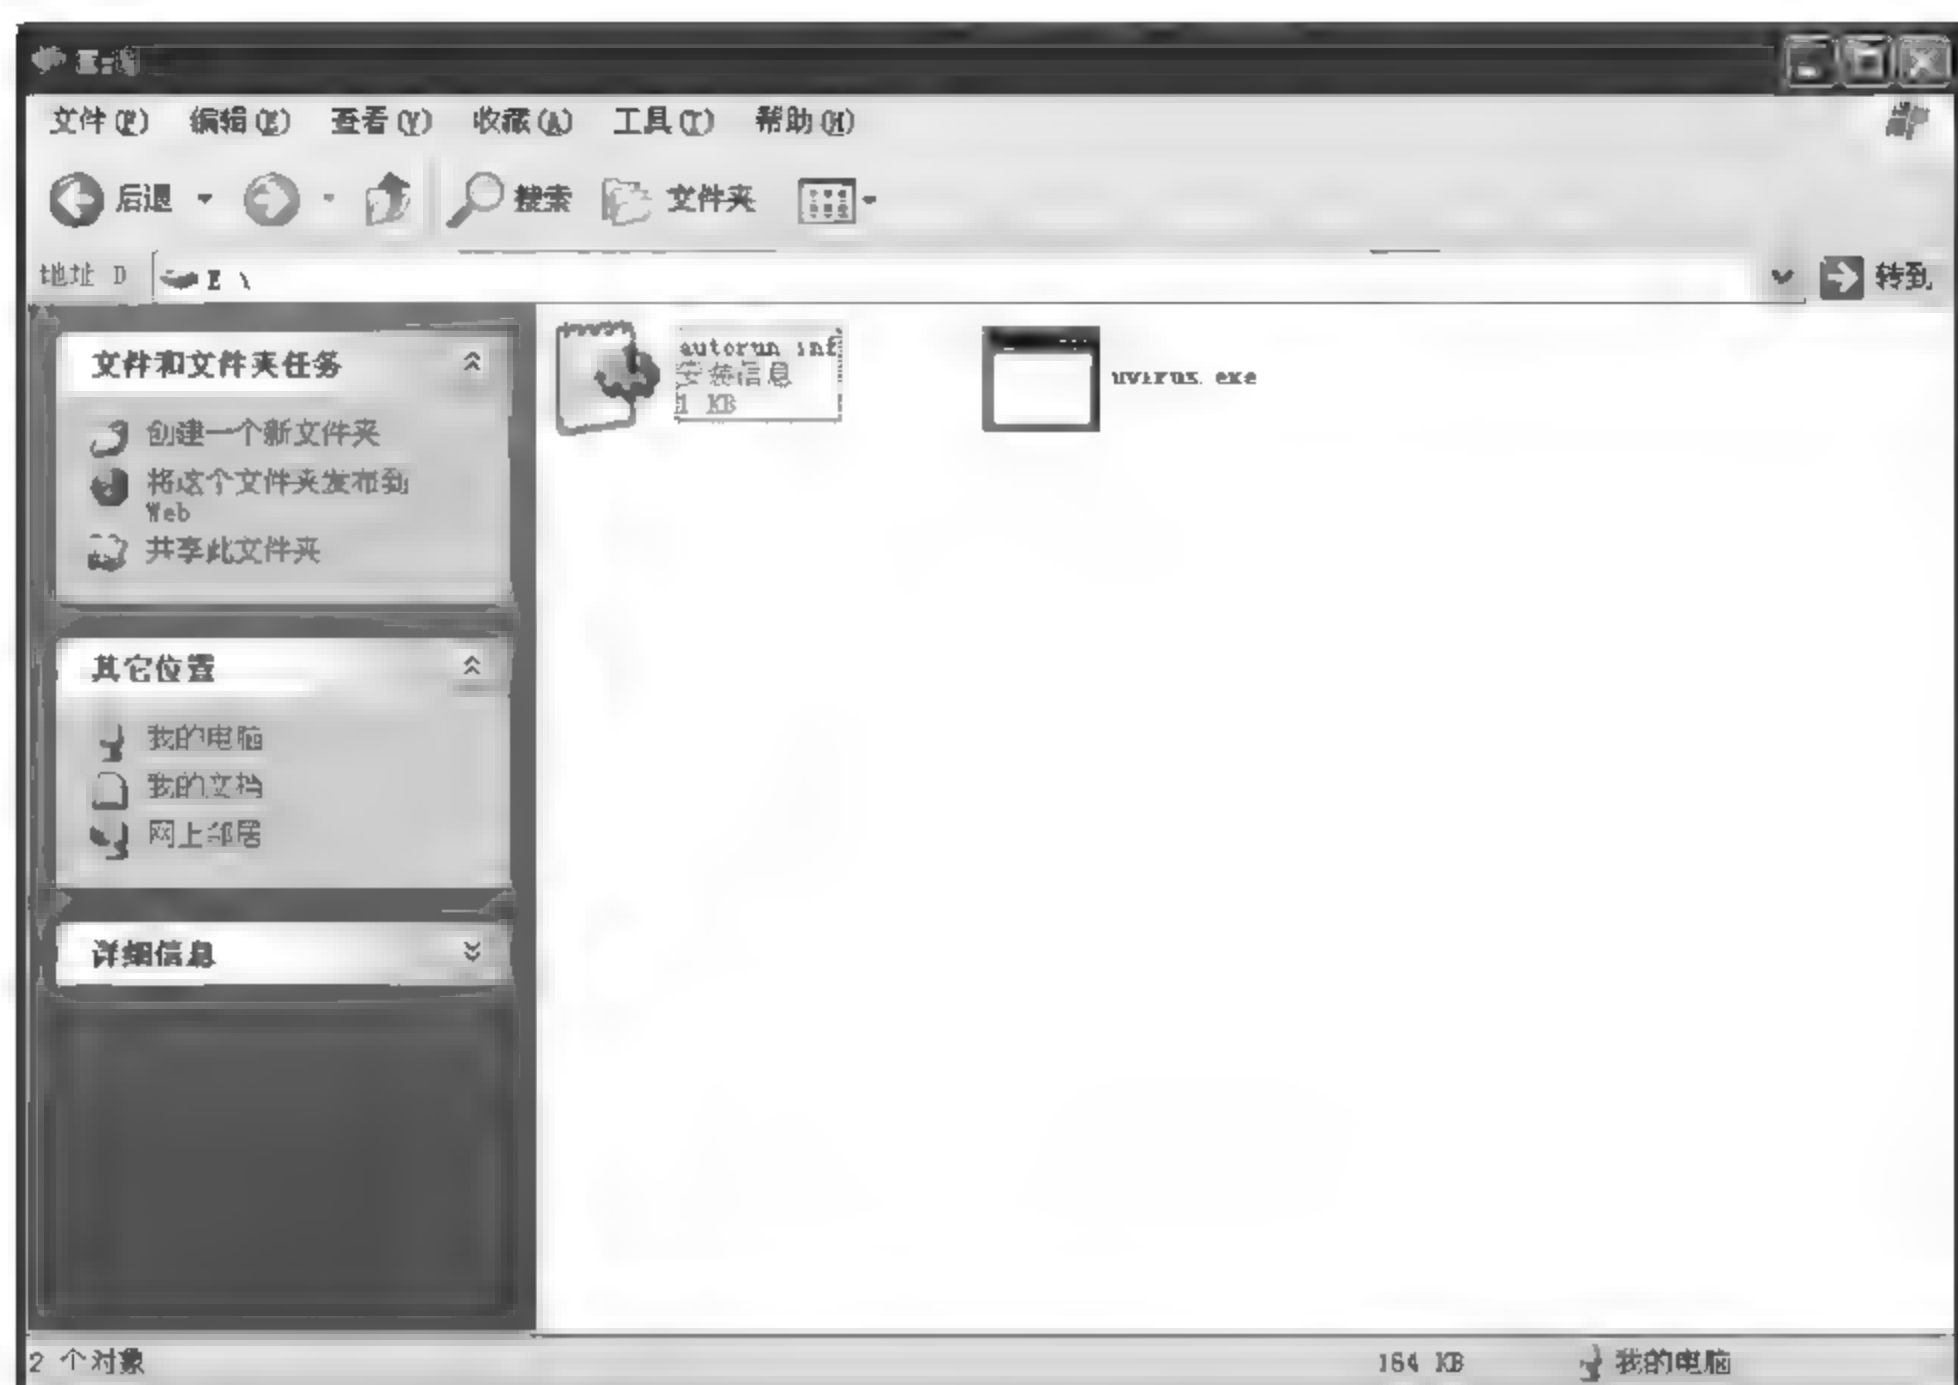 文件(F) 编辑(E) 查看(V) 收藏(A) 工具(T) 帮助(H)
后退 搜索 文件夹
地址 D E \ 转到
文件和文件夹任务
创建一个新文件夹
将这个文件夹发布到
Web
共享此文件夹
其它位置
我的电脑
我的文档
网上邻居
详细信息
autorun inf
安装信息
1 KB
uvirus.exe
2 个对象 164 KB 我的电脑